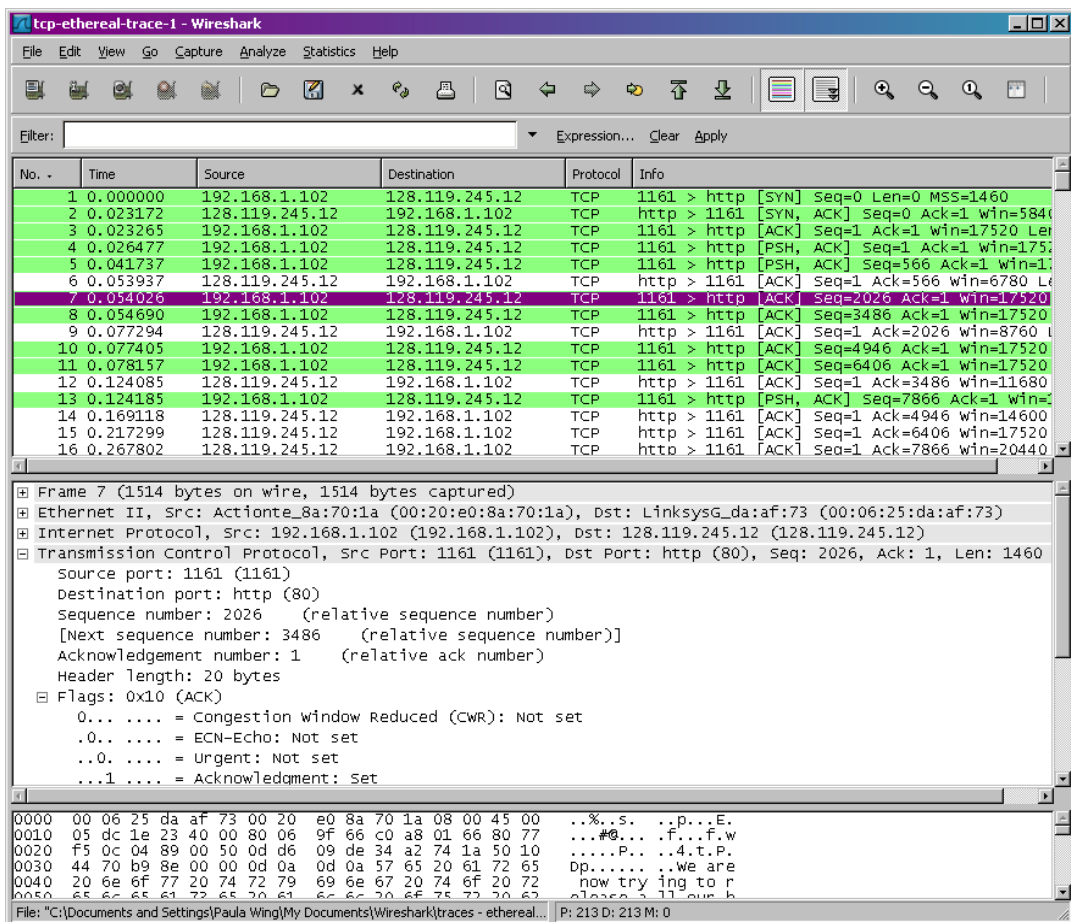 tcp-ethereal-trace-1 - Wireshark
File Edit View Go Capture Analyze Statistics Help
Filter: Expression... Clear Apply
No. - Time Source Destination Protocol Info
1 0.000000 192.168.1.102 128.119.245.12 TCP 1161 > http [SYN] Seq=0 Len=0 MSS=1460
2 0.023172 128.119.245.12 192.168.1.102 TCP http > 1161 [SYN, ACK] Seq=0 Ack=1 Win=5840
3 0.023265 192.168.1.102 128.119.245.12 TCP 1161 > http [ACK] Seq=1 Ack=1 Win=17520 Len
4 0.026477 192.168.1.102 128.119.245.12 TCP 1161 > http [PSH, ACK] Seq=1 Ack=1 Win=1752
5 0.041737 192.168.1.102 128.119.245.12 TCP 1161 > http [PSH, ACK] Seq=566 Ack=1 Win=17
6 0.053937 128.119.245.12 192.168.1.102 TCP http > 1161 [ACK] Seq=1 Ack=566 Win=6780 Le
7 0.054026 192.168.1.102 128.119.245.12 TCP 1161 > http [ACK] Seq=2026 Ack=1 Win=17520
8 0.054690 192.168.1.102 128.119.245.12 TCP 1161 > http [ACK] Seq=3486 Ack=1 Win=17520
9 0.077294 128.119.245.12 192.168.1.102 TCP http > 1161 [ACK] Seq=1 Ack=2026 Win=8760
10 0.077405 192.168.1.102 128.119.245.12 TCP 1161 > http [ACK] Seq=4946 Ack=1 Win=17520
11 0.078157 192.168.1.102 128.119.245.12 TCP 1161 > http [ACK] Seq=6406 Ack=1 Win=17520
12 0.124085 128.119.245.12 192.168.1.102 TCP http > 1161 [ACK] Seq=1 Ack=3486 Win=11680
13 0.124185 192.168.1.102 128.119.245.12 TCP 1161 > http [PSH, ACK] Seq=7866 Ack=1 Win=1
14 0.169118 128.119.245.12 192.168.1.102 TCP http > 1161 [ACK] Seq=1 Ack=4946 Win=14600
15 0.217299 128.119.245.12 192.168.1.102 TCP http > 1161 [ACK] Seq=1 Ack=6406 Win=17520
16 0.267802 128.119.245.12 192.168.1.102 TCP http > 1161 [ACK] Seq=1 Ack=7866 Win=20440
Frame 7 (1514 bytes on wire, 1514 bytes captured)
Ethernet II, Src: Actionte_8a:70:1a (00:20:e0:8a:70:1a), Dst: LinksysG_da:af:73 (00:06:25:da:af:73)
Internet Protocol, Src: 192.168.1.102 (192.168.1.102), Dst: 128.119.245.12 (128.119.245.12)
Transmission Control Protocol, Src Port: 1161 (1161), Dst Port: http (80), Seq: 2026, Ack: 1, Len: 1460
Source port: 1161 (1161)
Destination port: http (80)
Sequence number: 2026 (relative sequence number)
[Next sequence number: 3486 (relative sequence number)]
Acknowledgement number: 1 (relative ack number)
Header length: 20 bytes
Flags: 0x10 (ACK)
0... .... = Congestion Window Reduced (CWR): Not set
.0.. .... = ECN-Echo: Not set
..0. .... = Urgent: Not set
...1 .... = Acknowledgment: Set
0000 00 06 25 da af 73 00 20 e0 8a 70 1a 08 00 45 00 ..%..s. ..p...E.
0010 05 dc 1e 23 40 00 80 06 9f 66 c0 a8 01 66 80 77 ...#@... .f...f.w
0020 f5 0c 04 89 00 50 0d d6 09 de 34 a2 74 1a 50 10 .....P.. ..4.t.P.
0030 44 70 b9 8e 00 00 0d 0a 0d 0a 57 65 20 61 72 65 Dp...... ..We are
0040 20 6e 6f 77 20 74 72 79 69 6e 67 20 74 6f 20 72 now try ing to r
0050 65 6c 65 61 73 65 20 61 6c 6c 20 6f 75 72 20 62
File: "C:\Documents and Settings\Paula Wing\My Documents\Wireshark\traces - ethereal... P: 213 D: 213 M: 0